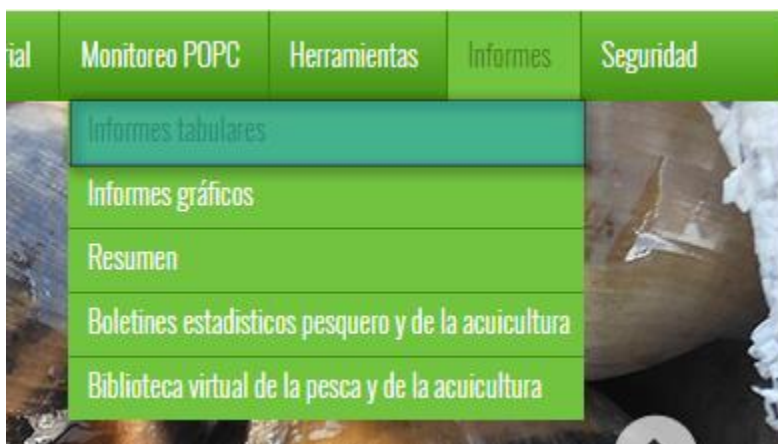 rial Monitoreo POPC Herramientas Informes Seguridad
Informes tabulares
Informes gráficos
Resumen
Boletines estadisticos pesquero y de la acuicultura
Biblioteca virtual de la pesca y de la acuicultura